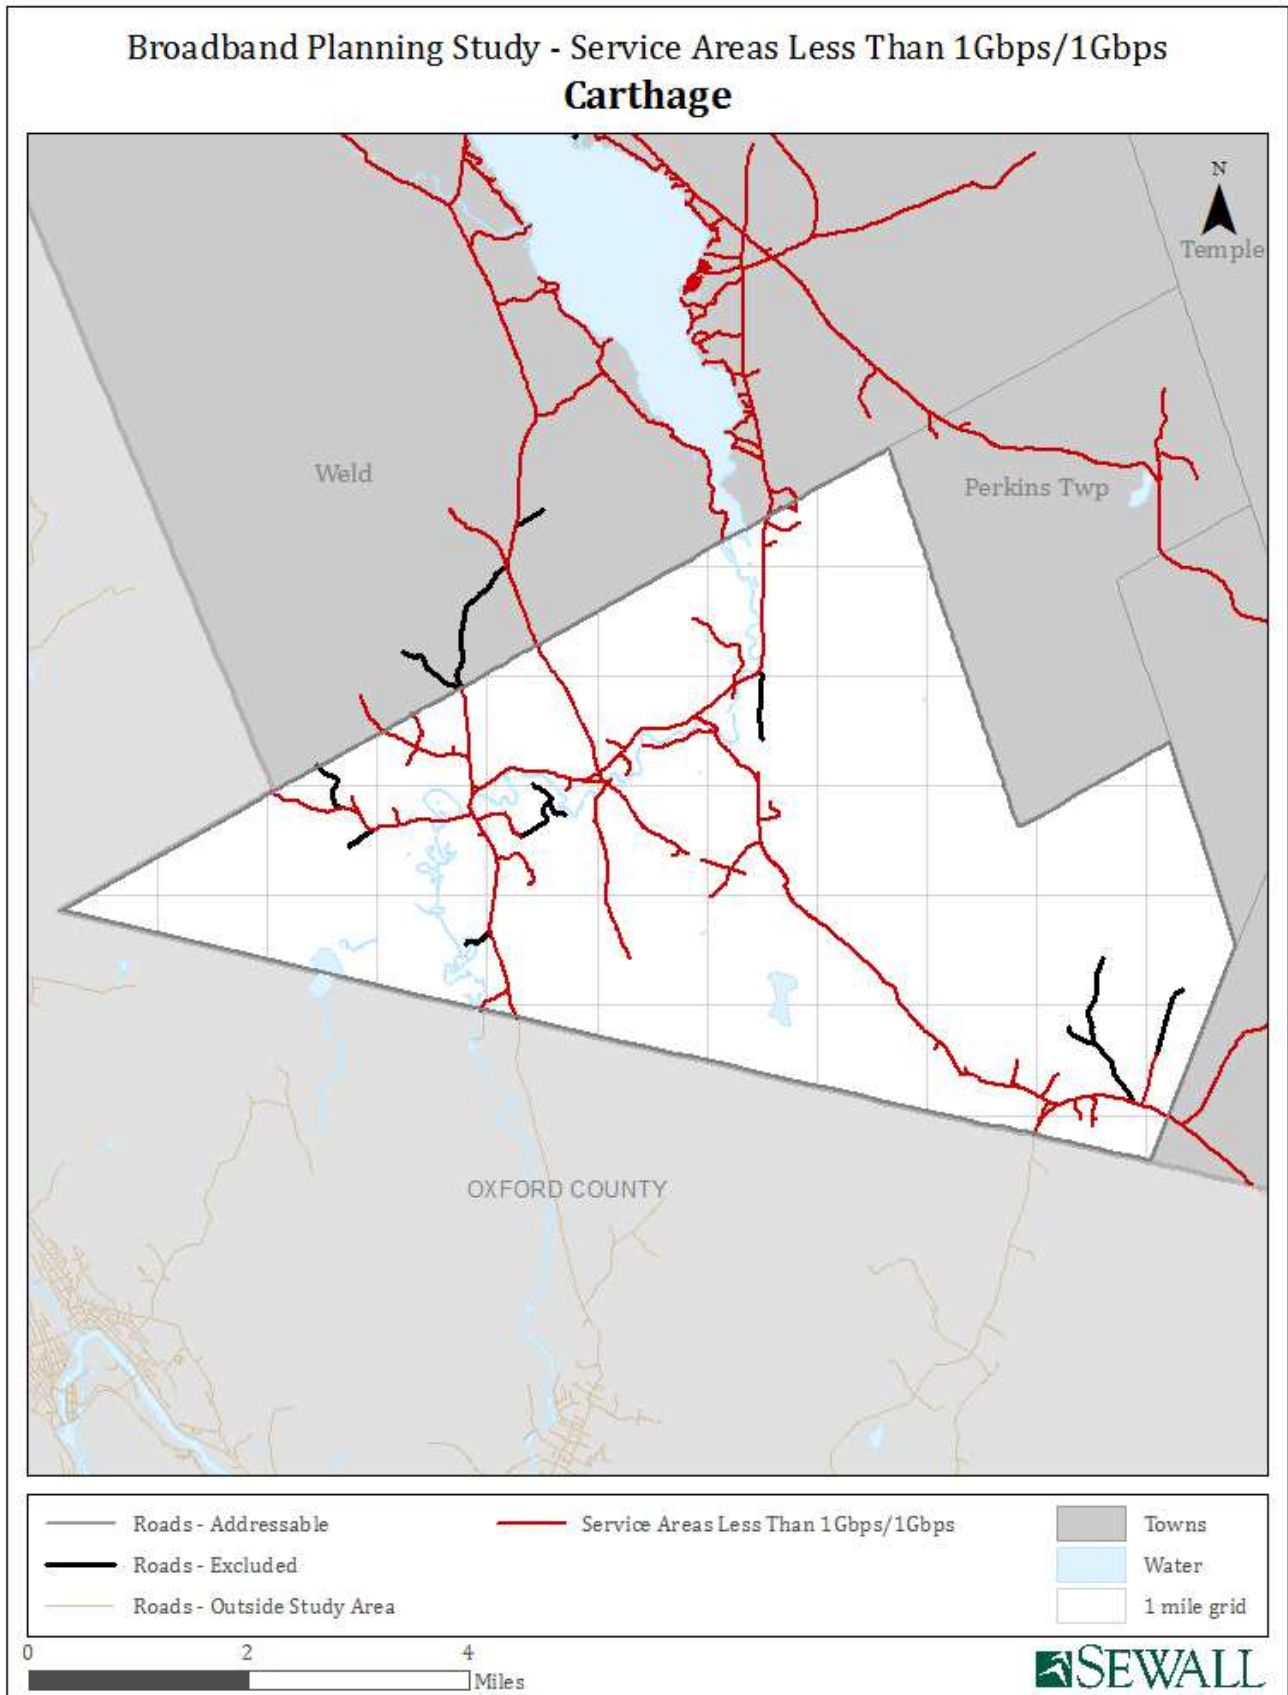 Broadband Planning Study - Service Areas Less Than 1Gbps/1Gbps
Carthage
N
Temple
Weld
Perkins Twp
OXFORD COUNTY
Roads - Addressable
Service Areas Less Than 1Gbps/1Gbps
Towns
Roads - Excluded
Water
Roads - Outside Study Area
1 mile grid
0 2 4
Miles
SEWALL